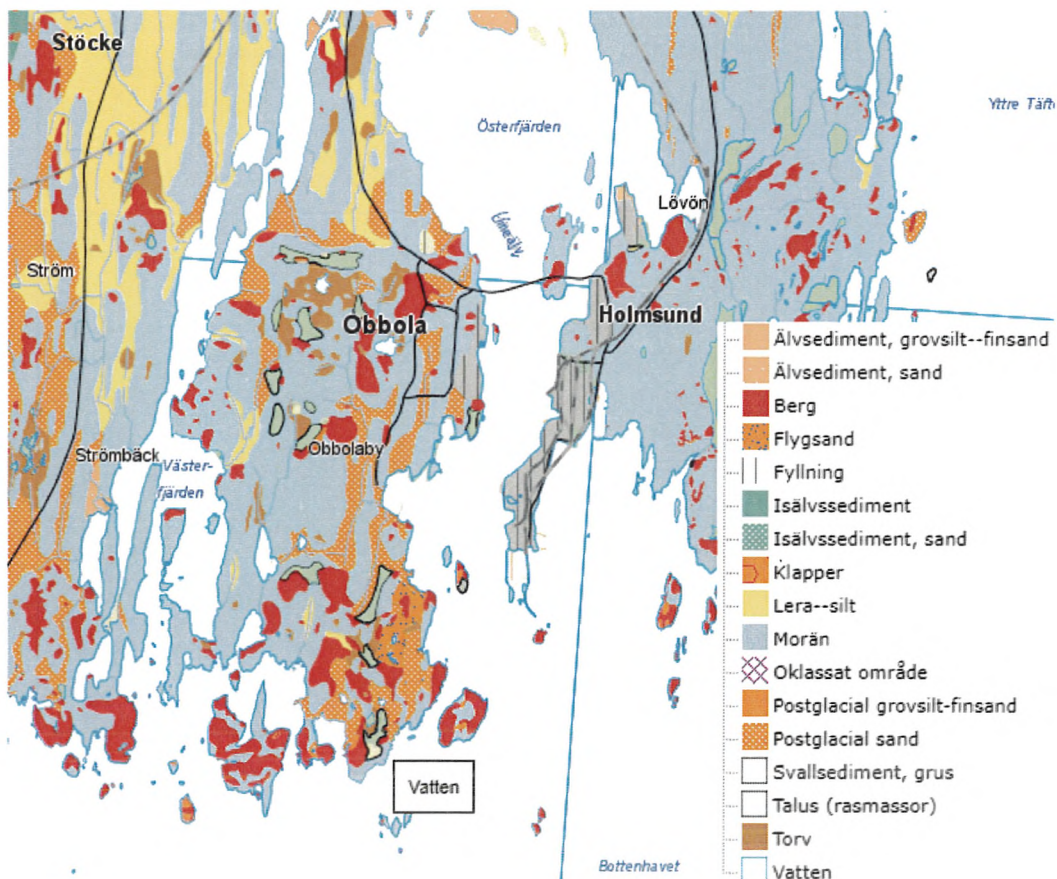 Stöcke
Österfjärden
Yttre Täft
Umeälv
Lövön
Ström
Obbola
Holmsund
Strömbäck
Väster-
fjärden
Obbolaby
Vatten
Bottenhavet
Älvsediment, grovsilt--finsand
Älvsediment, sand
Berg
Flygsand
Fyllning
Isälvssediment
Isälvssediment, sand
Klapper
Lera--silt
Morän
Oklassat område
Postglacial grovsilt-finsand
Postglacial sand
Svallsediment, grus
Talus (rasmassor)
Torv
Vatten